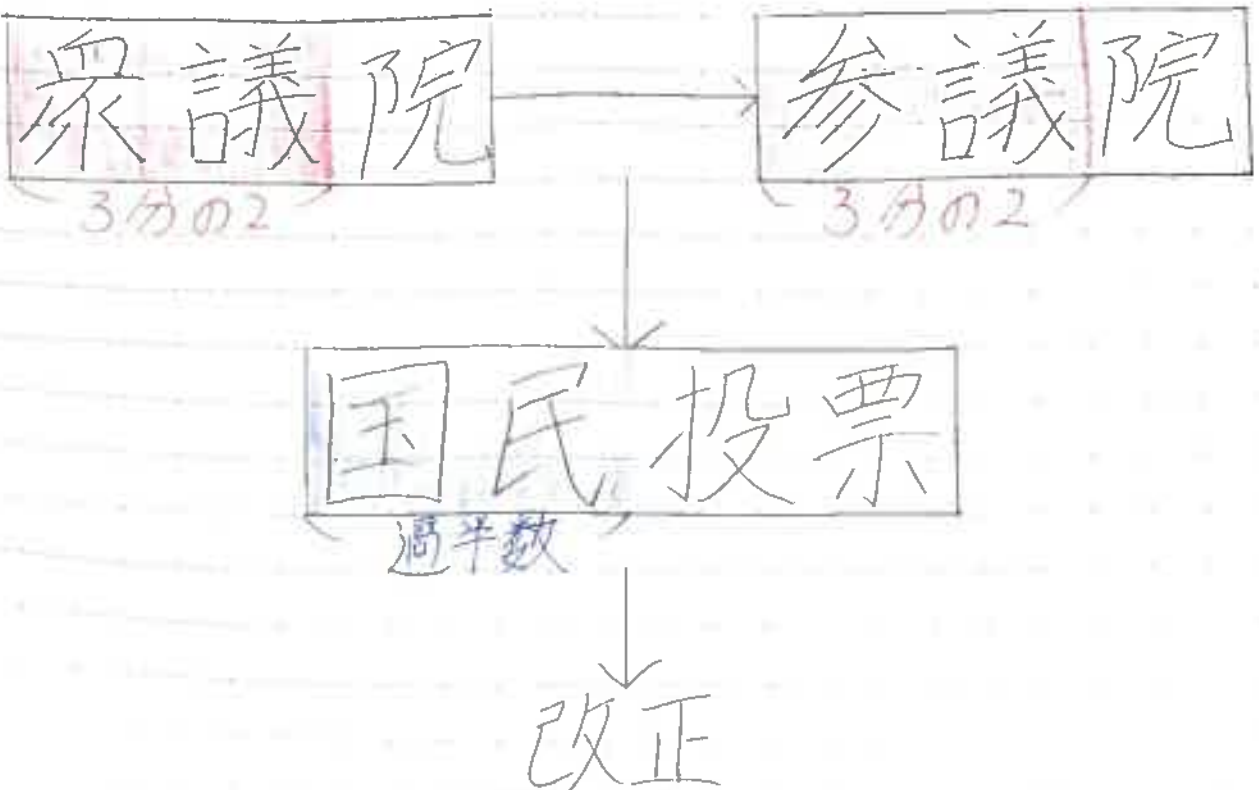 衆議院 参議院
3分の2 3分の2
国民投票
過半数
改正